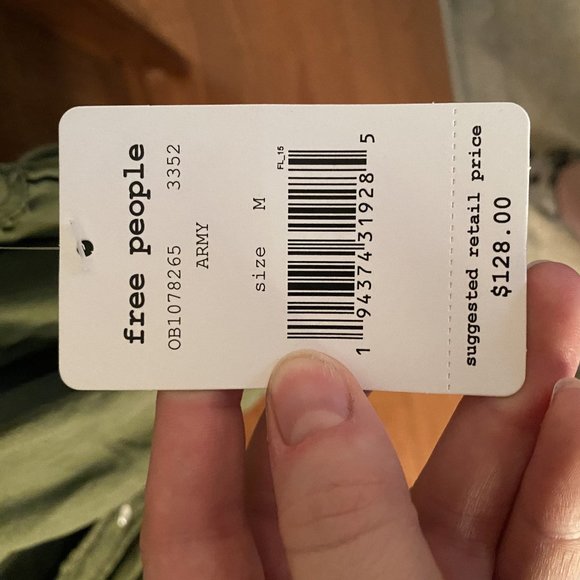 free people
OB1078265 3352
ARMY
size M
FL_15
1 94374 31928 5
suggested retail price
$128.00